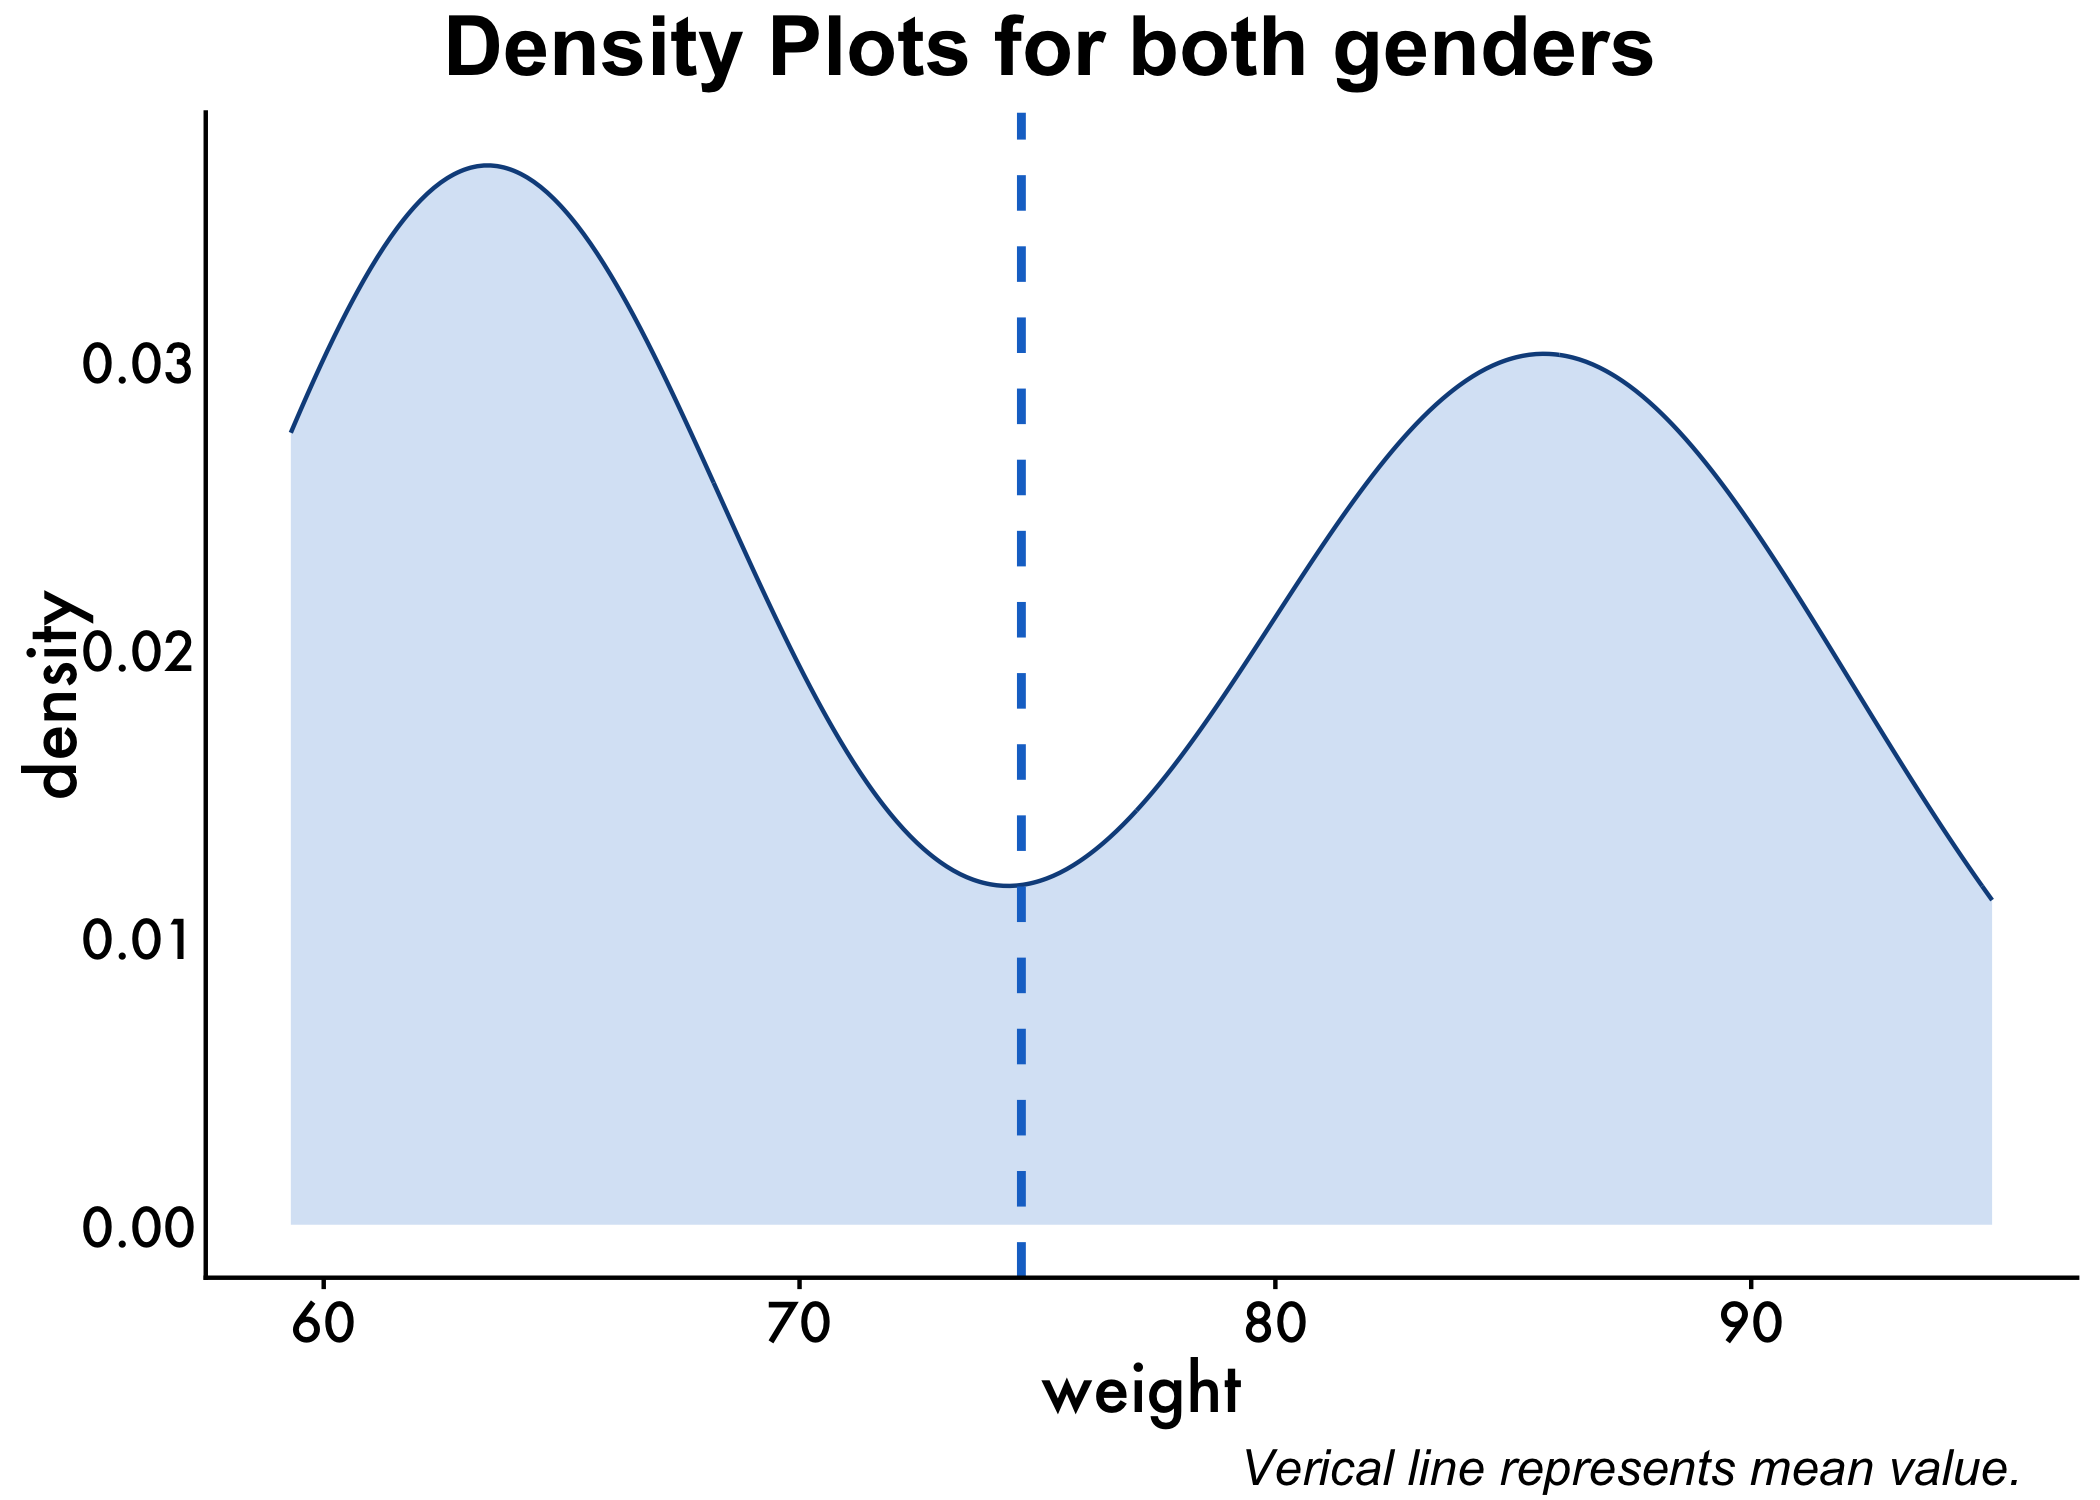 Density Plots for both genders
0.03
0.02
0.01
0.00
density
60 70 80 90
weight
Verical line represents mean value.